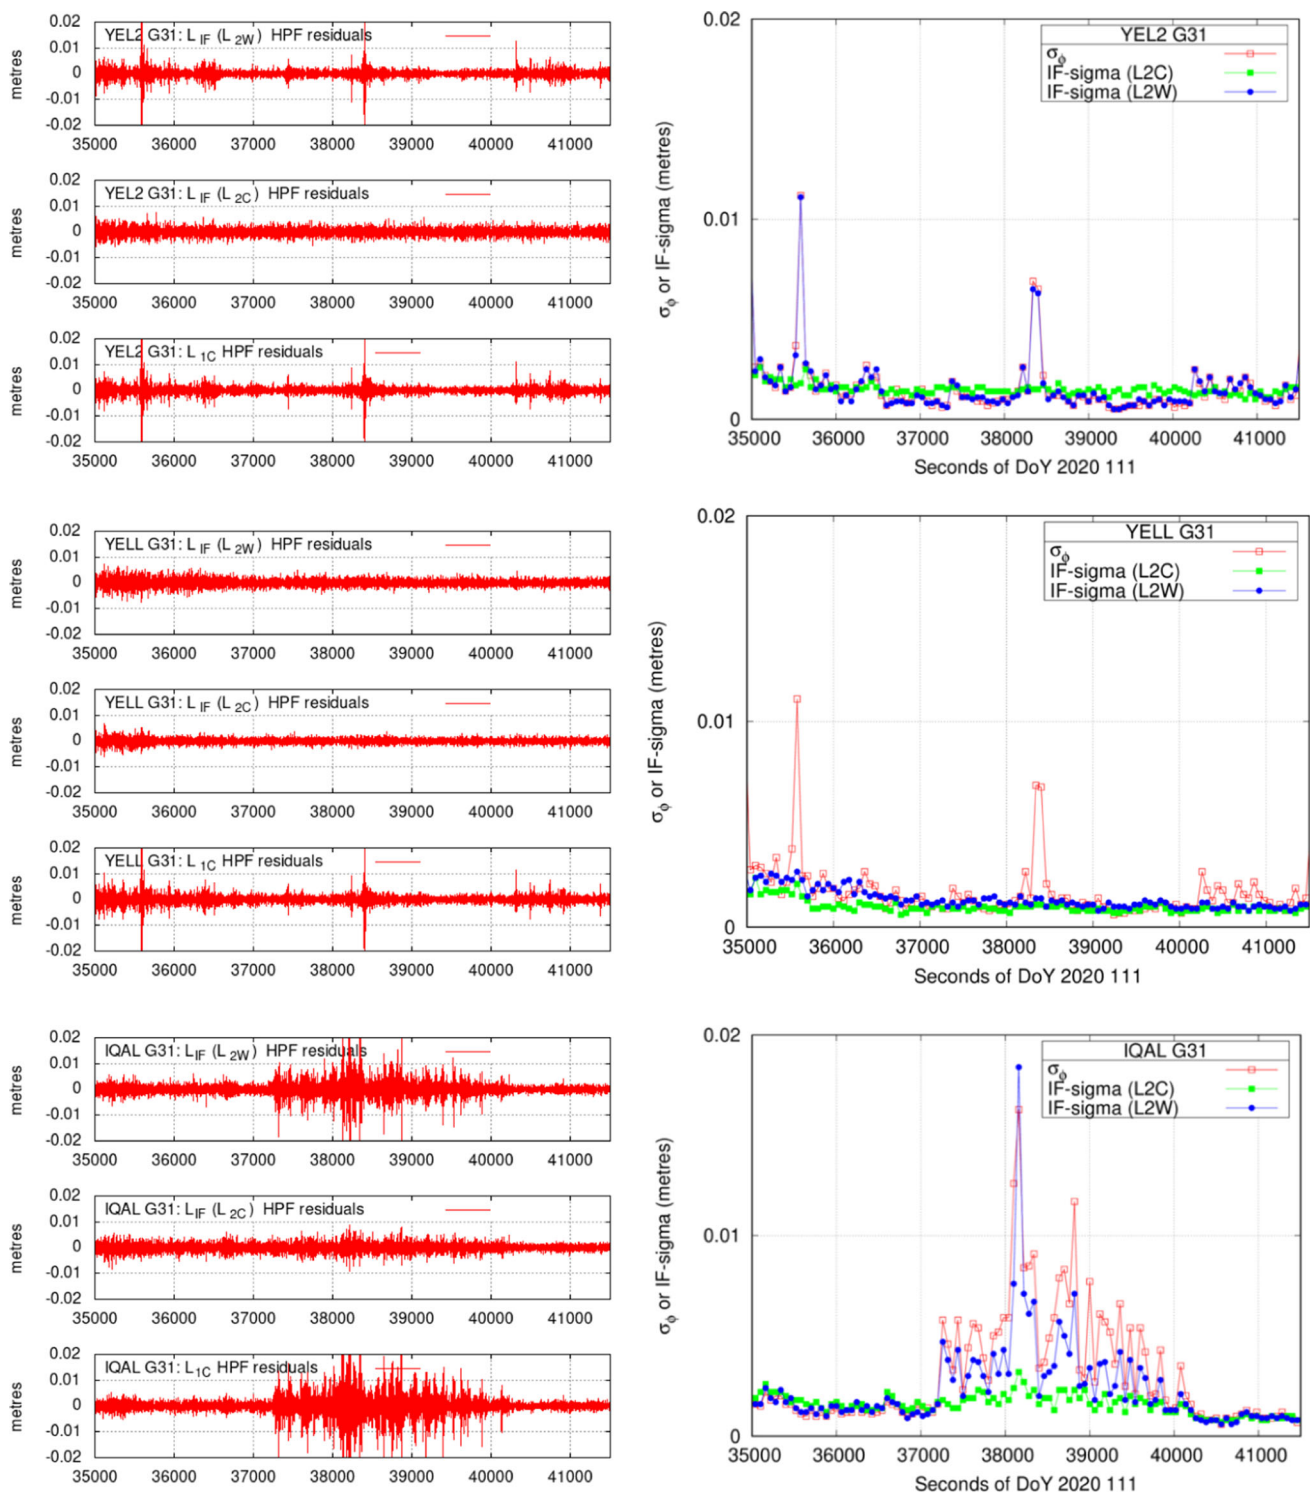 0.02
YEL2 G31: L IF (L 2W) HPF residuals
0.01
0
-0.01
-0.02
metres
35000 36000 37000 38000 39000 40000 41000
0.02
YEL2 G31: L IF (L 2C) HPF residuals
0.01
0
-0.01
-0.02
metres
35000 36000 37000 38000 39000 40000 41000
0.02
YEL2 G31: L 1C HPF residuals
0.01
0
-0.01
-0.02
metres
35000 36000 37000 38000 39000 40000 41000
0.02
YEL2 G31
σϕ
IF-sigma (L2C)
IF-sigma (L2W)
0.01
0
σϕ or IF-sigma (metres)
35000 36000 37000 38000 39000 40000 41000
Seconds of DoY 2020 111
0.02
YELL G31: L IF (L 2W) HPF residuals
0.01
0
-0.01
-0.02
metres
35000 36000 37000 38000 39000 40000 41000
0.02
YELL G31: L IF (L 2C) HPF residuals
0.01
0
-0.01
-0.02
metres
35000 36000 37000 38000 39000 40000 41000
0.02
YELL G31: L 1C HPF residuals
0.01
0
-0.01
-0.02
metres
35000 36000 37000 38000 39000 40000 41000
0.02
YELL G31
σϕ
IF-sigma (L2C)
IF-sigma (L2W)
0.01
0
σϕ or IF-sigma (metres)
35000 36000 37000 38000 39000 40000 41000
Seconds of DoY 2020 111
0.02
IQAL G31: L IF (L 2W) HPF residuals
0.01
0
-0.01
-0.02
metres
35000 36000 37000 38000 39000 40000 41000
0.02
IQAL G31: L IF (L 2C) HPF residuals
0.01
0
-0.01
-0.02
metres
35000 36000 37000 38000 39000 40000 41000
0.02
IQAL G31: L 1C HPF residuals
0.01
0
-0.01
-0.02
metres
35000 36000 37000 38000 39000 40000 41000
0.02
IQAL G31
σϕ
IF-sigma (L2C)
IF-sigma (L2W)
0.01
0
σϕ or IF-sigma (metres)
35000 36000 37000 38000 39000 40000 41000
Seconds of DoY 2020 111